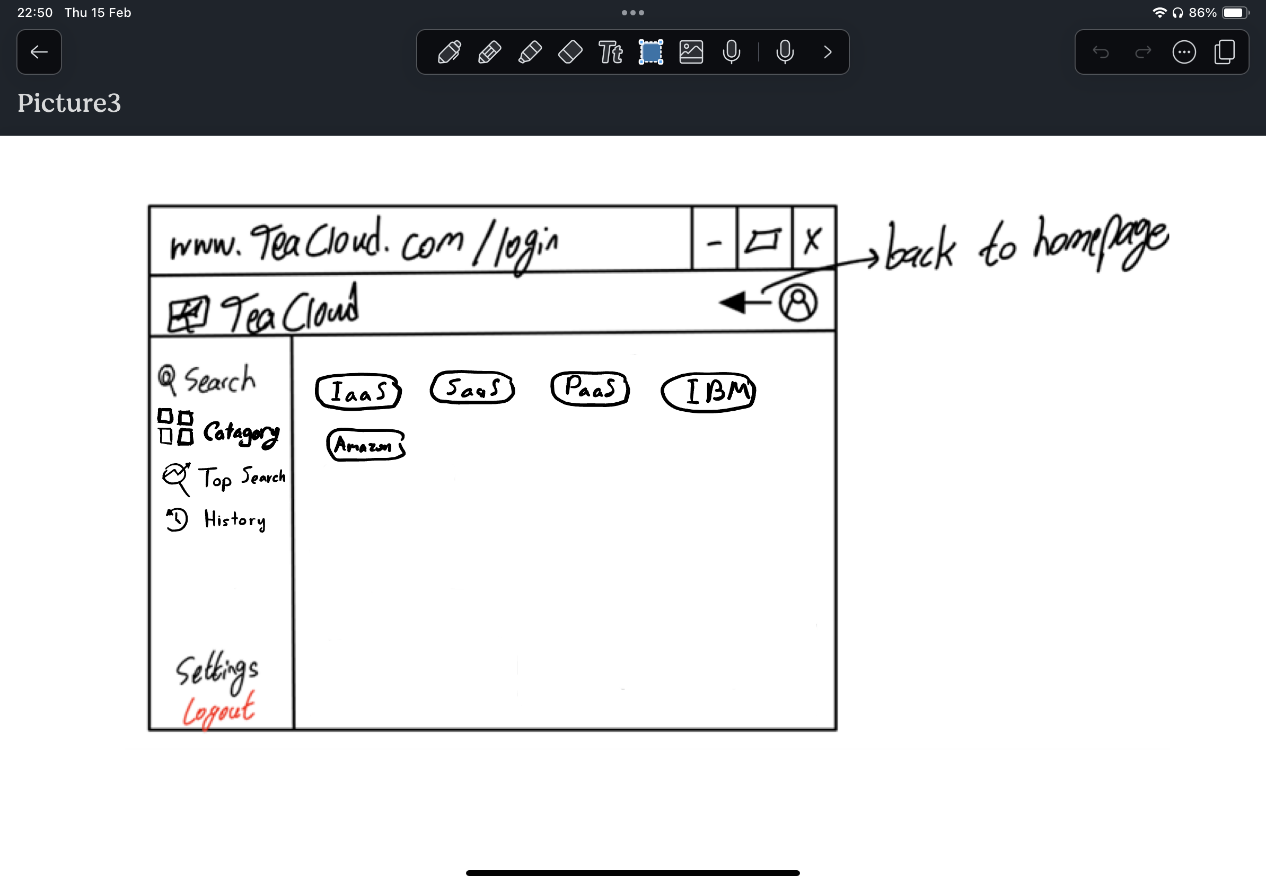 22:50 Thu 15 Feb
86%
Tt
Picture3
www.TeaCloud.com/login
- X
back to homepage
TeaCloud
Search
Catagory
Top Search
History
Settings
Logout
IaaS SaaS PaaS IBM
Amazon